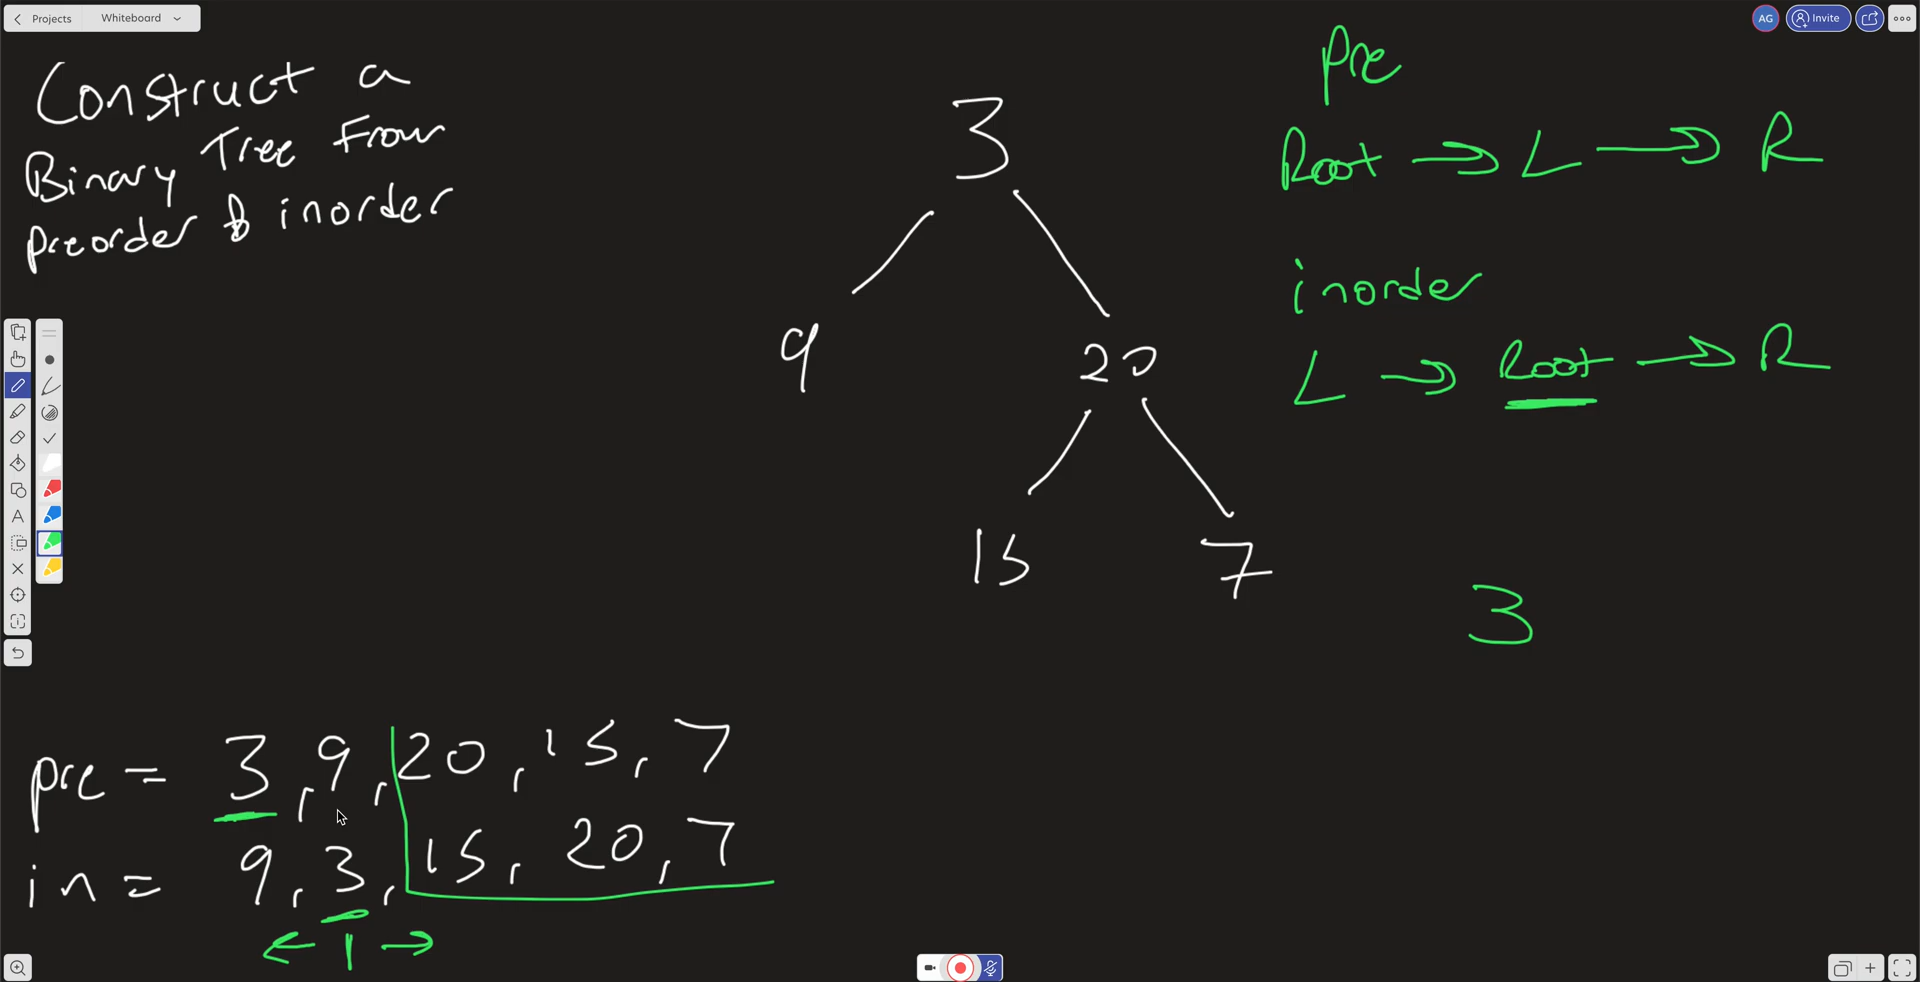 Projects
Whiteboard
AG
Invite
Construct a
Binary Tree From
preorder & inorder
3
9
20
15
7
Pre
Root → L → R
inorder
L → Root → R
3
pre = 3, 9, 20, 15, 7
in = 9, 3, 15, 20, 7
← 1 →